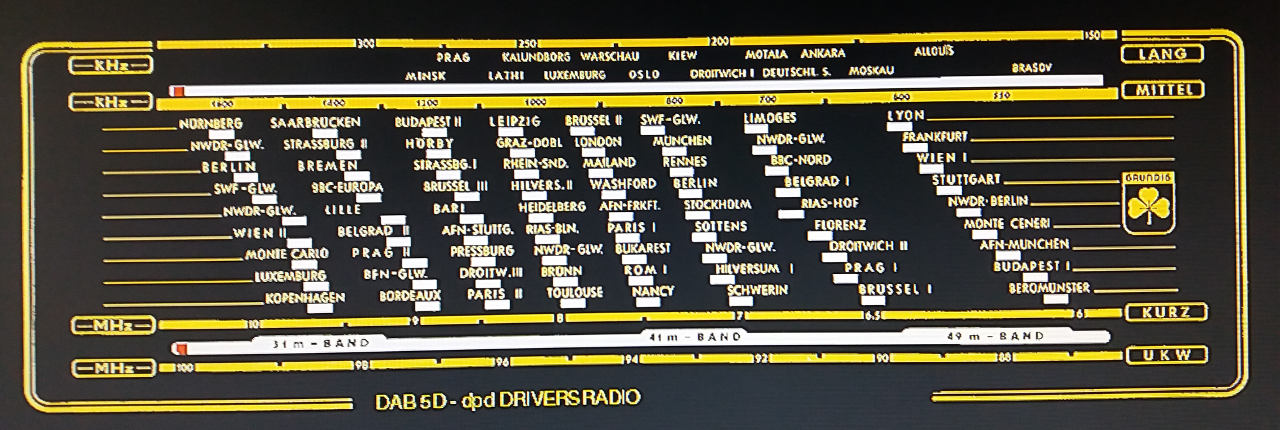 300 250 200 150
KHz PRAG KALUNDBORG WARSCHAU KIEW MOTALA ANKARA ALLOUIS LANG
MINSK LATHI LUXEMBURG OSLO DROITWICH I DEUTSCHL. S. MOSKAU BRASOV
KHz 1600 1400 1200 1000 800 700 600 550 MITTEL
NÜRNBERG SAARBRÜCKEN BUDAPEST II LEIPZIG BRÜSSEL II SWF-GLW. LIMOGES LYON
NWDR-GLW. STRASSBURG II HÖRBY GRAZ-DOBL LONDON MÜNCHEN NWDR-GLW. FRANKFURT
BERLIN BREMEN STRASSBG.I RHEIN-SND. MAILAND RENNES BBC-NORD WIEN I
SWF-GLW. BBC-EUROPA BRÜSSEL III HILVERS.II WASHFORD BERLIN BELGRAD I STUTTGART
GRUNDIG
NWDR-GLW. LILLE BARI HEIDELBERG AFN-FRKFT. STOCKHOLM RIAS-HOF NWDR-BERLIN
WIEN II BELGRAD II AFN-STUTTG. RIAS-BLN. PARIS I SOTTENS FLORENZ MONTE CENERI
MONTE CARLO PRAG II PRESSBURG NWDR-GLW. BUKAREST NWDR-GLW. DROITWICH II AFN-MÜNCHEN
LUXEMBURG BFN-GLW. DROITW.III BRÜNN ROM I HILVERSUM I PRAG I BUDAPEST I
KOPENHAGEN BORDEAUX PARIS II TOULOUSE NANCY SCHWERIN BRÜSSEL I BEROMÜNSTER
MHz 10 9 8 7 6.5 6 KURZ
31 m - BAND 41 m - BAND 49 m - BAND
MHz 100 98 96 94 92 90 88 UKW
DAB 5D - dpd DRIVERS RADIO